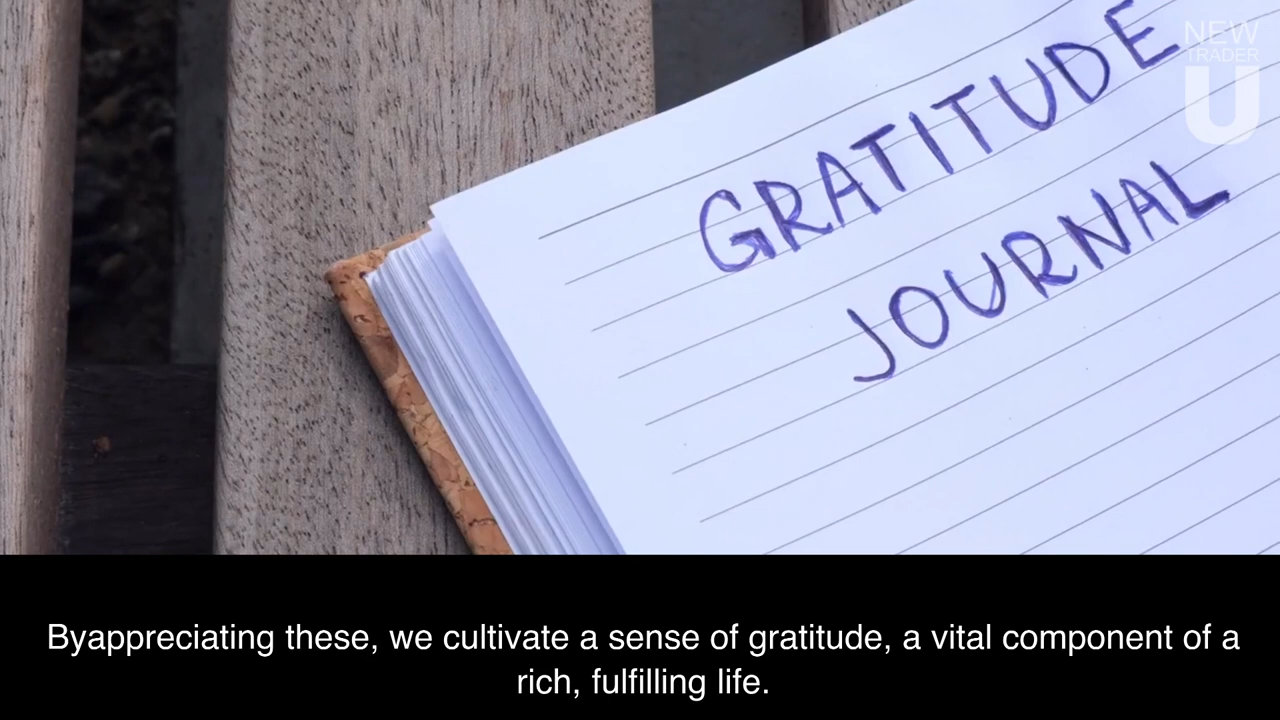 NEW
TRADER
U
GRATITUDE
JOURNAL
Byappreciating these, we cultivate a sense of gratitude, a vital component of a
rich, fulfilling life.